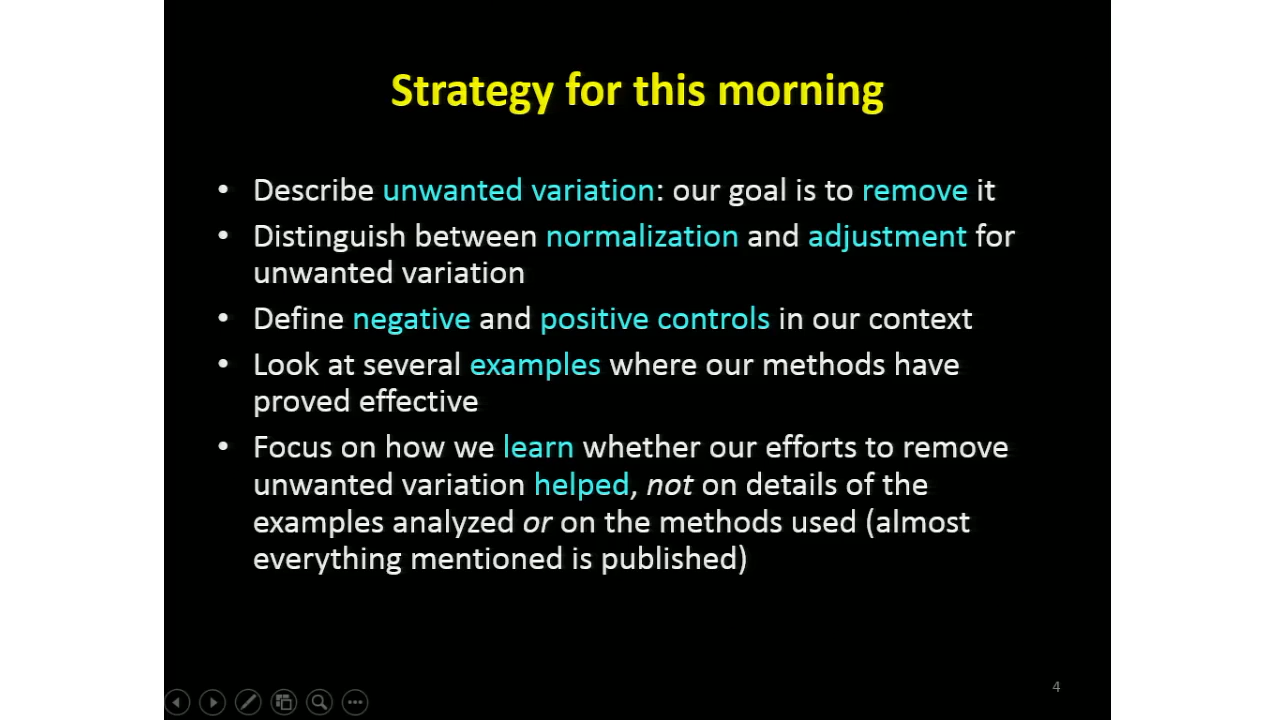 Strategy for this morning
• Describe unwanted variation: our goal is to remove it
• Distinguish between normalization and adjustment for
unwanted variation
• Define negative and positive controls in our context
• Look at several examples where our methods have
proved effective
• Focus on how we learn whether our efforts to remove
unwanted variation helped, not on details of the
examples analyzed or on the methods used (almost
everything mentioned is published)
4